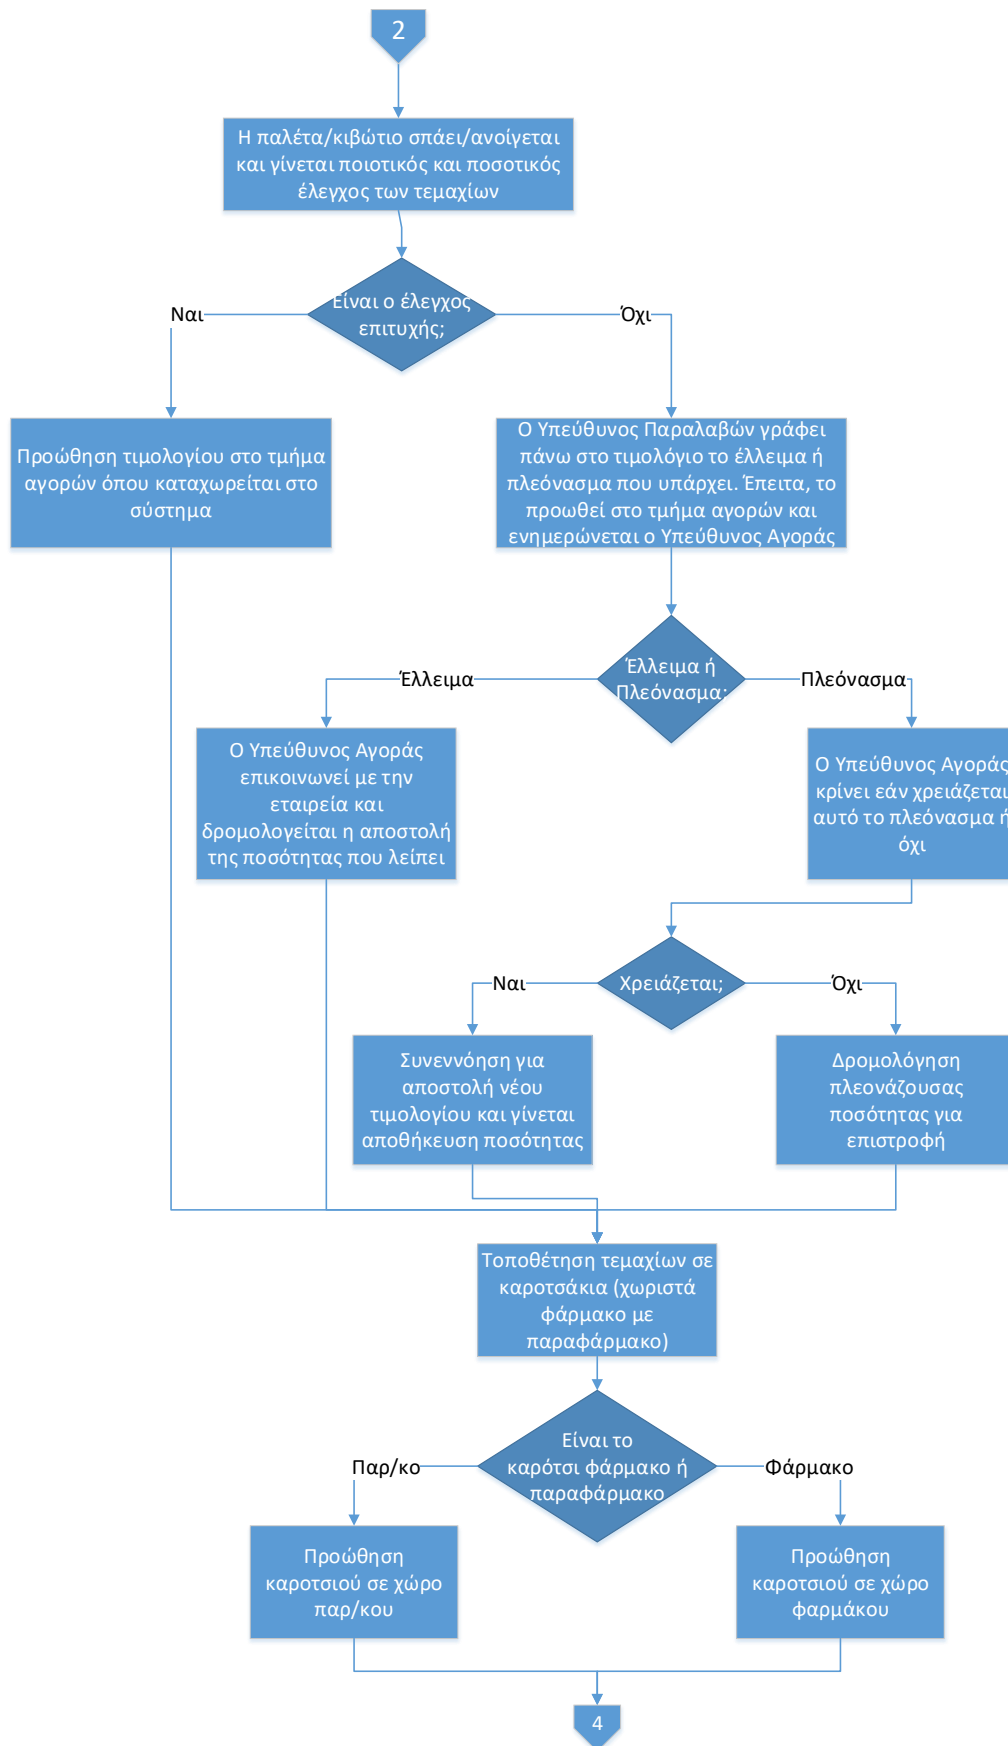 2
Η παλέτα/κιβώτιο σπάει/ανοίγεται
και γίνεται ποιοτικός και ποσοτικός
έλεγχος των τεμαχίων
Είναι ο έλεγχος
επιτυχής;
Ναι
Όχι
Προώθηση τιμολογίου στο τμήμα
αγορών όπου καταχωρείται στο
σύστημα
Ο Υπεύθυνος Παραλαβών γράφει
πάνω στο τιμολόγιο το έλλειμα ή
πλεόνασμα που υπάρχει. Έπειτα, το
προωθεί στο τμήμα αγορών και
ενημερώνεται ο Υπεύθυνος Αγοράς
Έλλειμα ή
Πλεόνασμα;
Έλλειμα
Πλεόνασμα
Ο Υπεύθυνος Αγοράς
επικοινωνεί με την
εταιρεία και
δρομολογείται η αποστολή
της ποσότητας που λείπει
Ο Υπεύθυνος Αγοράς
κρίνει εάν χρειάζεται
αυτό το πλεόνασμα ή
όχι
Χρειάζεται;
Ναι
Όχι
Συνεννόηση για
αποστολή νέου
τιμολογίου και γίνεται
αποθήκευση ποσότητας
Δρομολόγηση
πλεονάζουσας
ποσότητας για
επιστροφή
Τοποθέτηση τεμαχίων σε
καροτσάκια (χωριστά
φάρμακο με
παραφάρμακο)
Είναι το
καρότσι φάρμακο ή
παραφάρμακο
Παρ/κο
Φάρμακο
Προώθηση
καροτσιού σε χώρο
παρ/κου
Προώθηση
καροτσιού σε χώρο
φαρμάκου
4